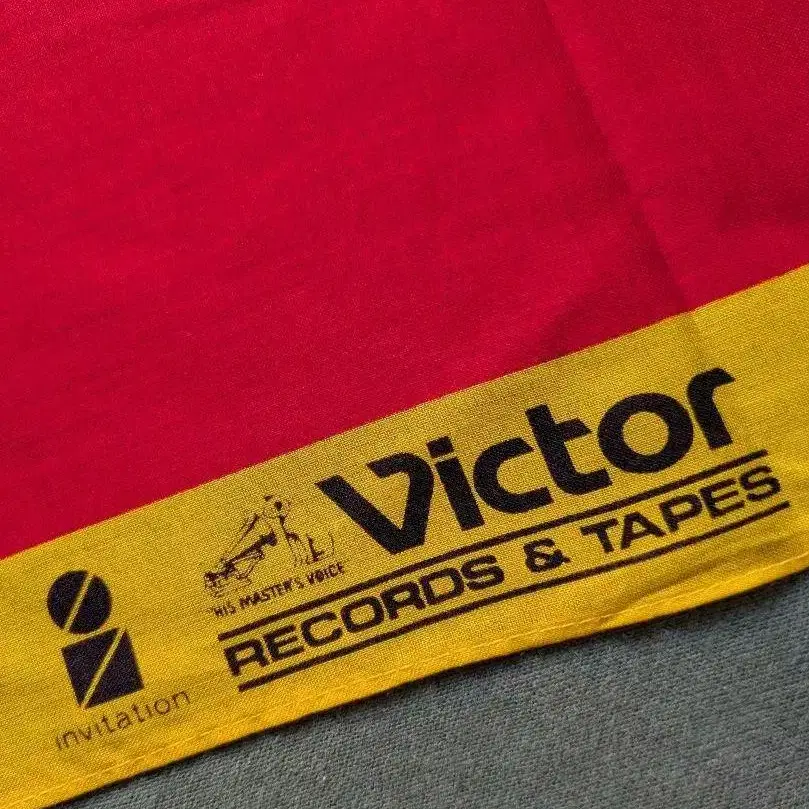 Victor
"HIS MASTER'S VOICE
RECORDS & TAPES
invitation